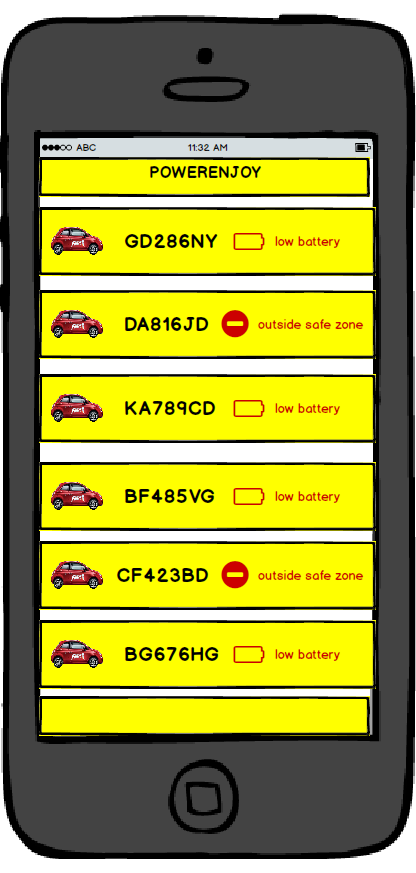 ABC 11:32 AM
POWERENJOY
GD286NY low battery
DA816JD outside safe zone
KA789CD low battery
BF485VG low battery
CF423BD outside safe zone
BG676HG low battery